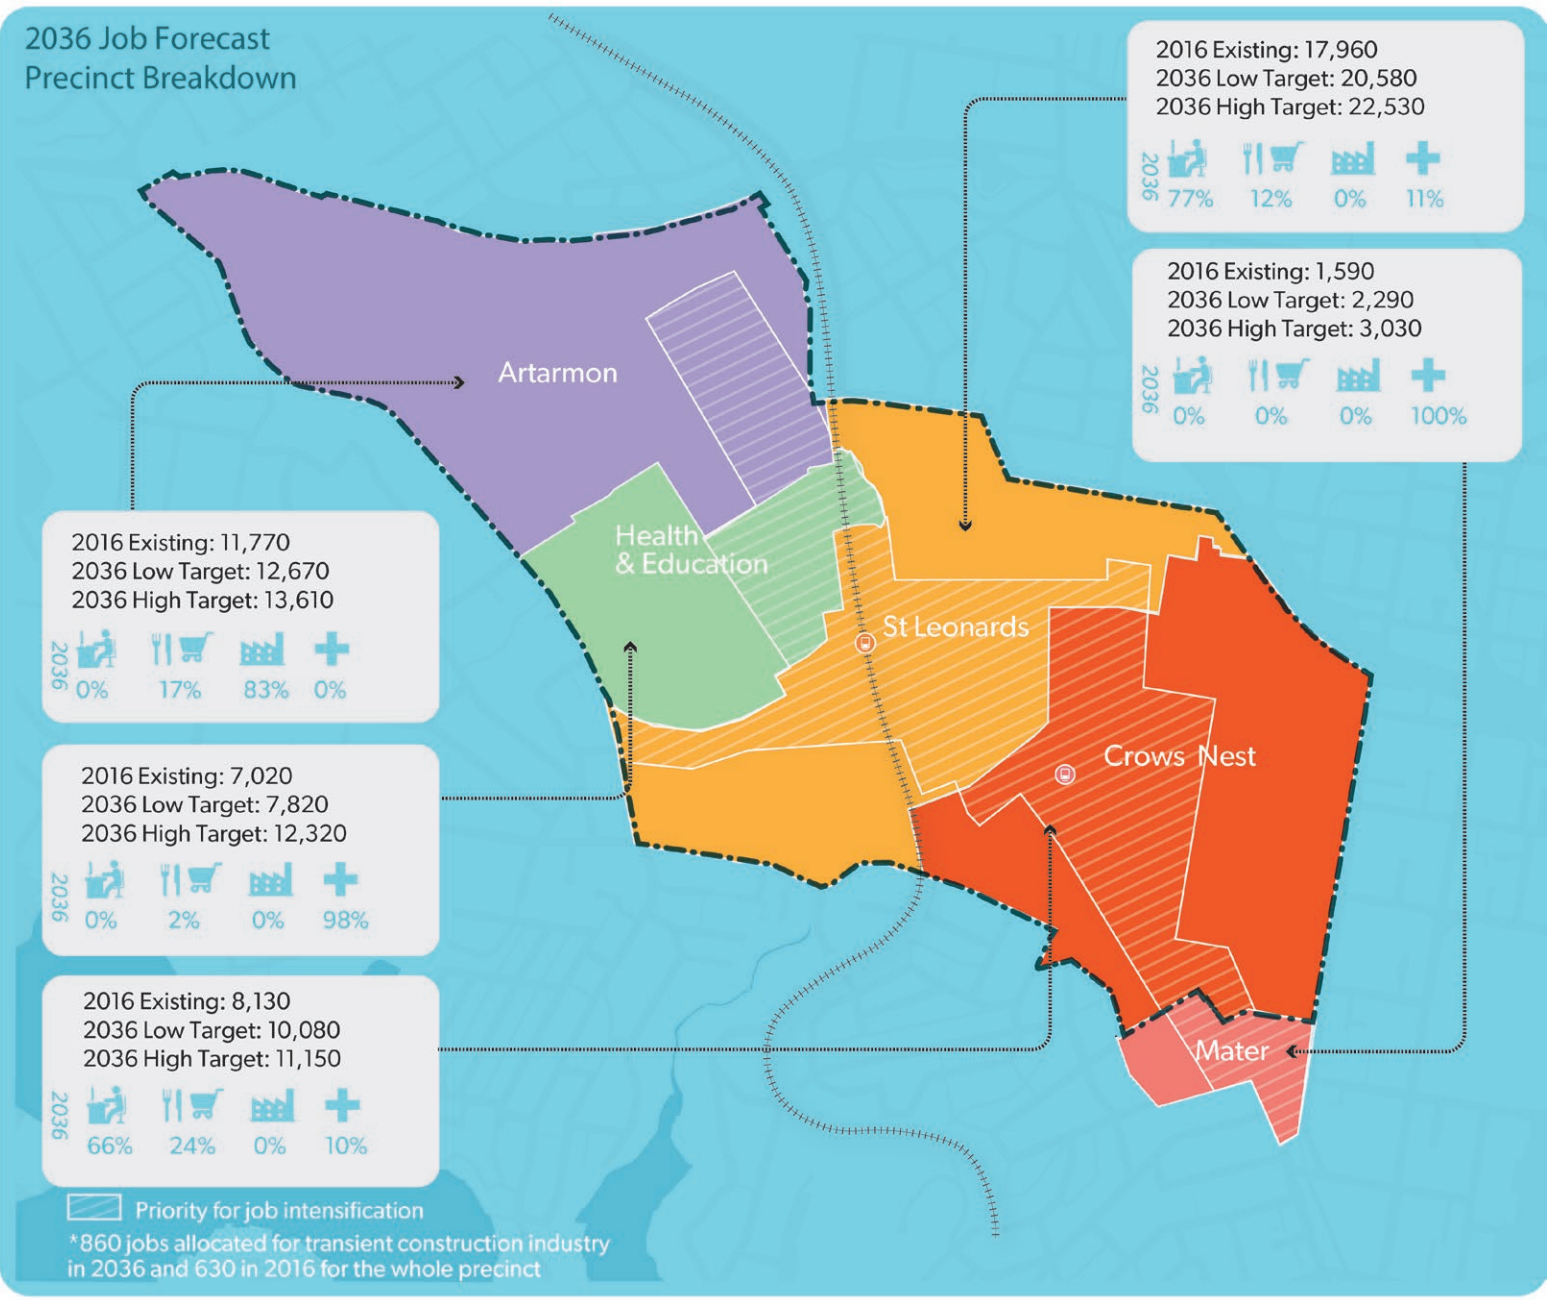 2036 Job Forecast
Precinct Breakdown
2016 Existing: 17,960
2036 Low Target: 20,580
2036 High Target: 22,530
2036
77% 12% 0% 11%
2016 Existing: 1,590
2036 Low Target: 2,290
2036 High Target: 3,030
2036
0% 0% 0% 100%
Artarmon
Health
& Education
St Leonards
Crows Nest
Mater
2016 Existing: 11,770
2036 Low Target: 12,670
2036 High Target: 13,610
2036
0% 17% 83% 0%
2016 Existing: 7,020
2036 Low Target: 7,820
2036 High Target: 12,320
2036
0% 2% 0% 98%
2016 Existing: 8,130
2036 Low Target: 10,080
2036 High Target: 11,150
2036
66% 24% 0% 10%
Priority for job intensification
*860 jobs allocated for transient construction industry
in 2036 and 630 in 2016 for the whole precinct